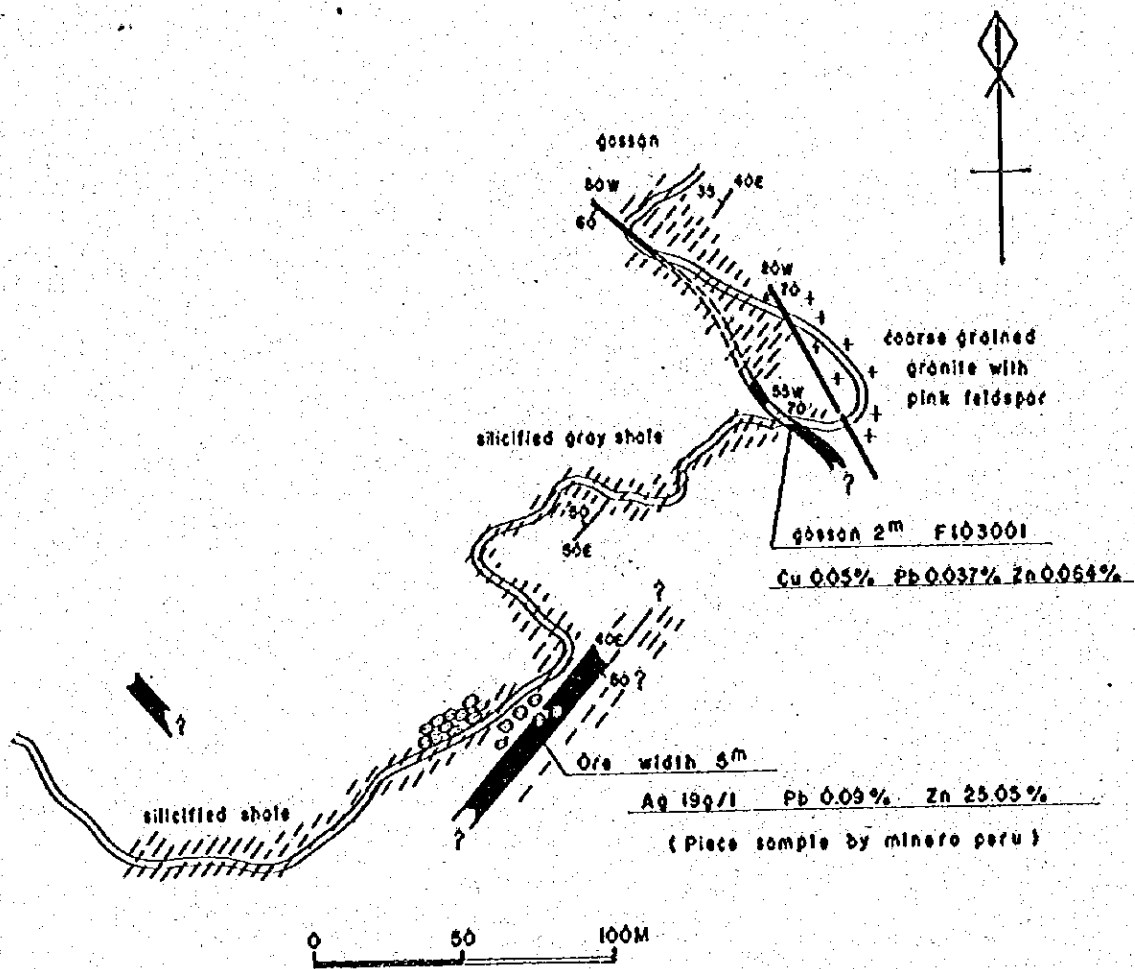 gossan
80W
60
35
40E
20W
70
coarse grained
granite with
pink feldspar
55W
70
silicified gray shale
?
50
50E
gossan 2m F103001
Cu 0.05% Pb 0.037% Zn 0.064%
?
40E
60 ?
?
Ore width 5m
Ag 19g/t Pb 0.09% Zn 25.05%
(Piece sample by minero peru)
silicified shale
?
0 50 100M